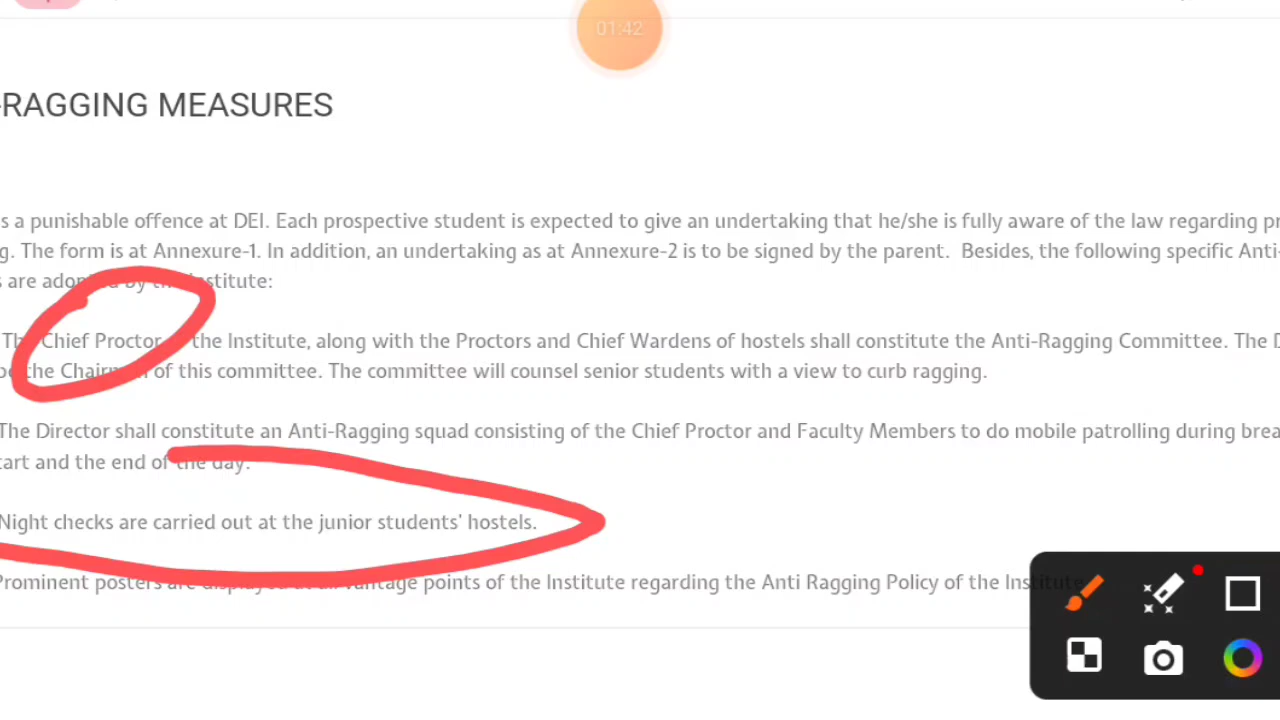 01:42
-RAGGING MEASURES
s a punishable offence at DEI. Each prospective student is expected to give an undertaking that he/she is fully aware of the law regarding pr
g. The form is at Annexure-1. In addition, an undertaking as at Annexure-2 is to be signed by the parent. Besides, the following specific Anti-
s are adopted by the Institute:
The Chief Proctor of the Institute, along with the Proctors and Chief Wardens of hostels shall constitute the Anti-Ragging Committee. The D
be the Chairman of this committee. The committee will counsel senior students with a view to curb ragging.
The Director shall constitute an Anti-Ragging squad consisting of the Chief Proctor and Faculty Members to do mobile patrolling during brea
tart and the end of the day.
Night checks are carried out at the junior students' hostels.
Prominent posters are displayed at all vantage points of the Institute regarding the Anti Ragging Policy of the Institute